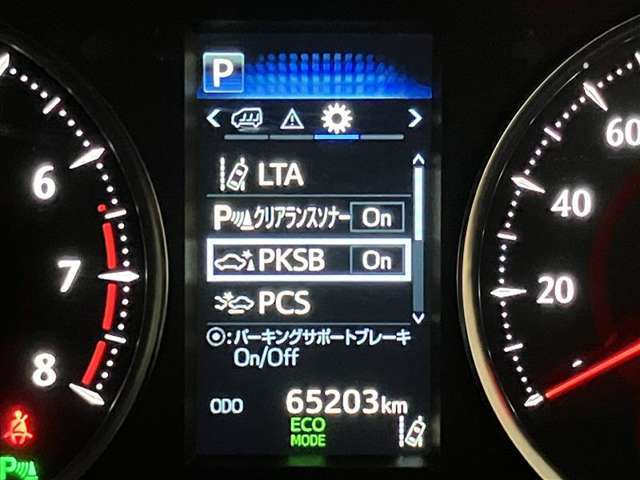 P
6
7
8
60
40
20
LTA
P クリアランスソナー On
PKSB On
PCS
:パーキングサポートブレーキ
On/Off
ODO 65203km
ECO
MODE
P